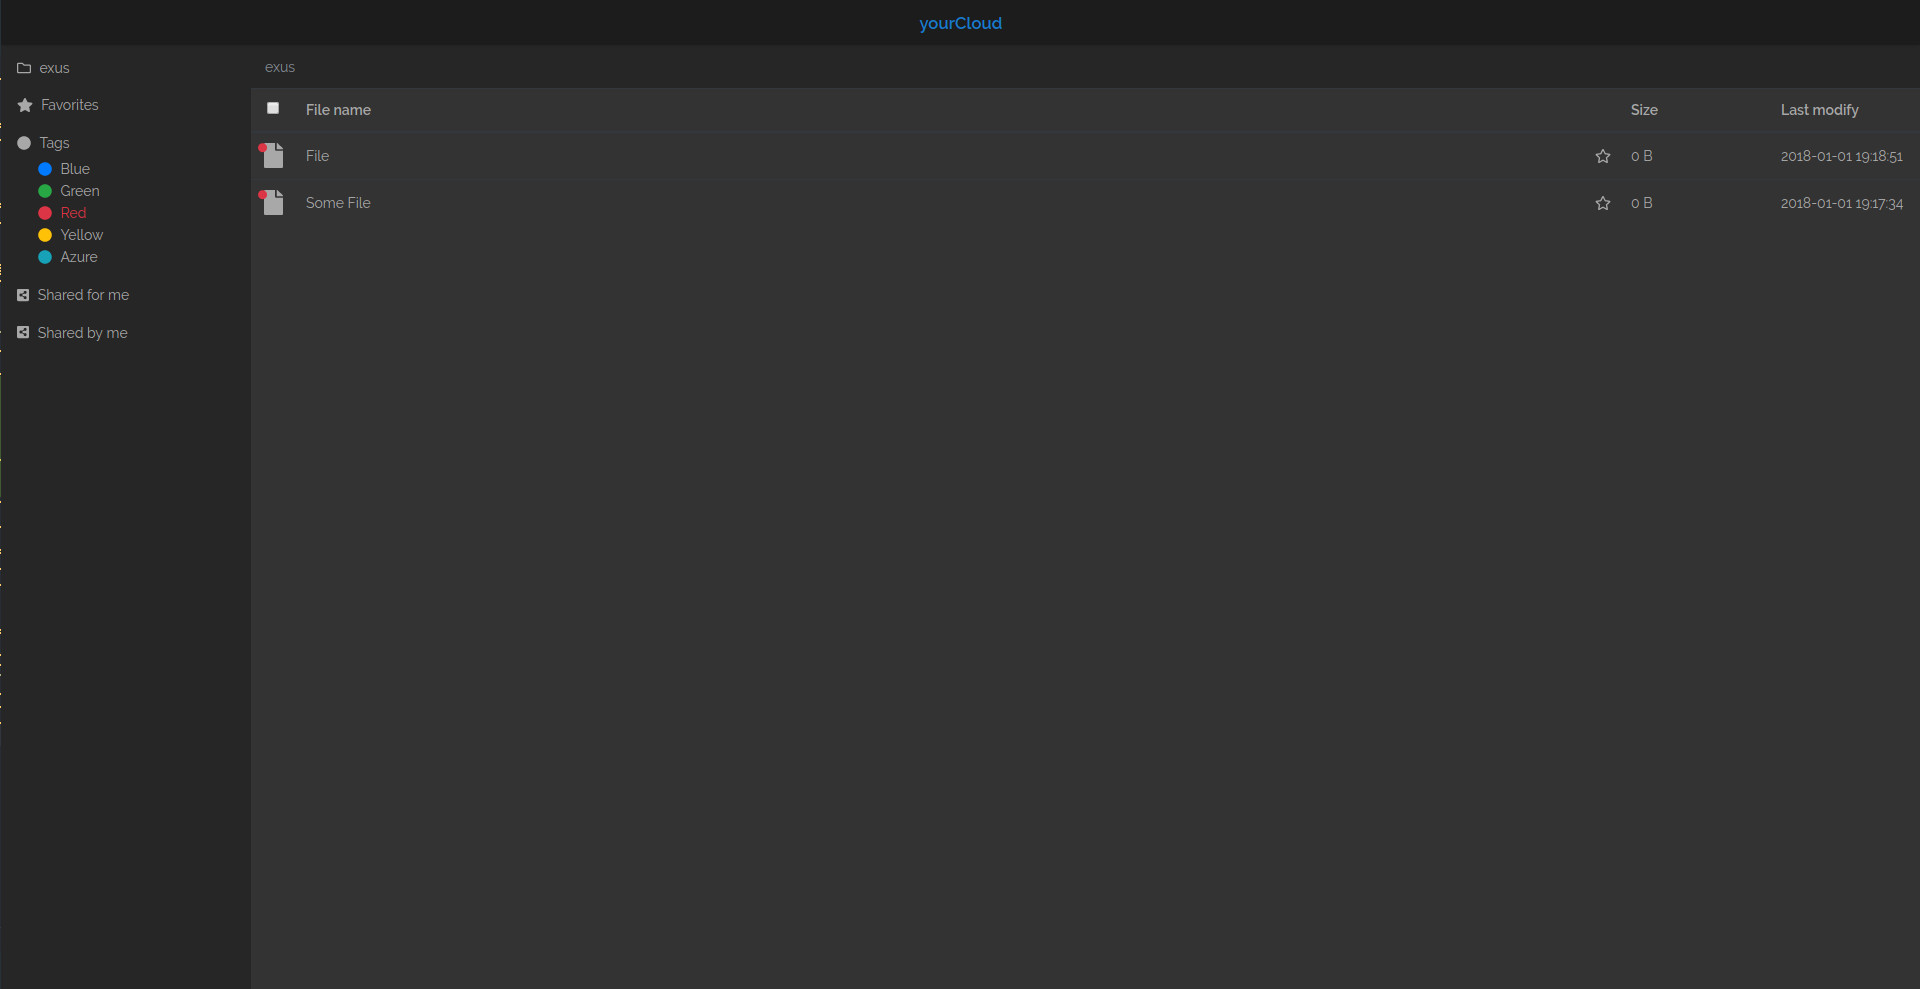 yourCloud
exus
Favorites
Tags
Blue
Green
Red
Yellow
Azure
Shared for me
Shared by me
exus
File name Size Last modify
File 0 B 2018-01-01 19:18:51
Some File 0 B 2018-01-01 19:17:34